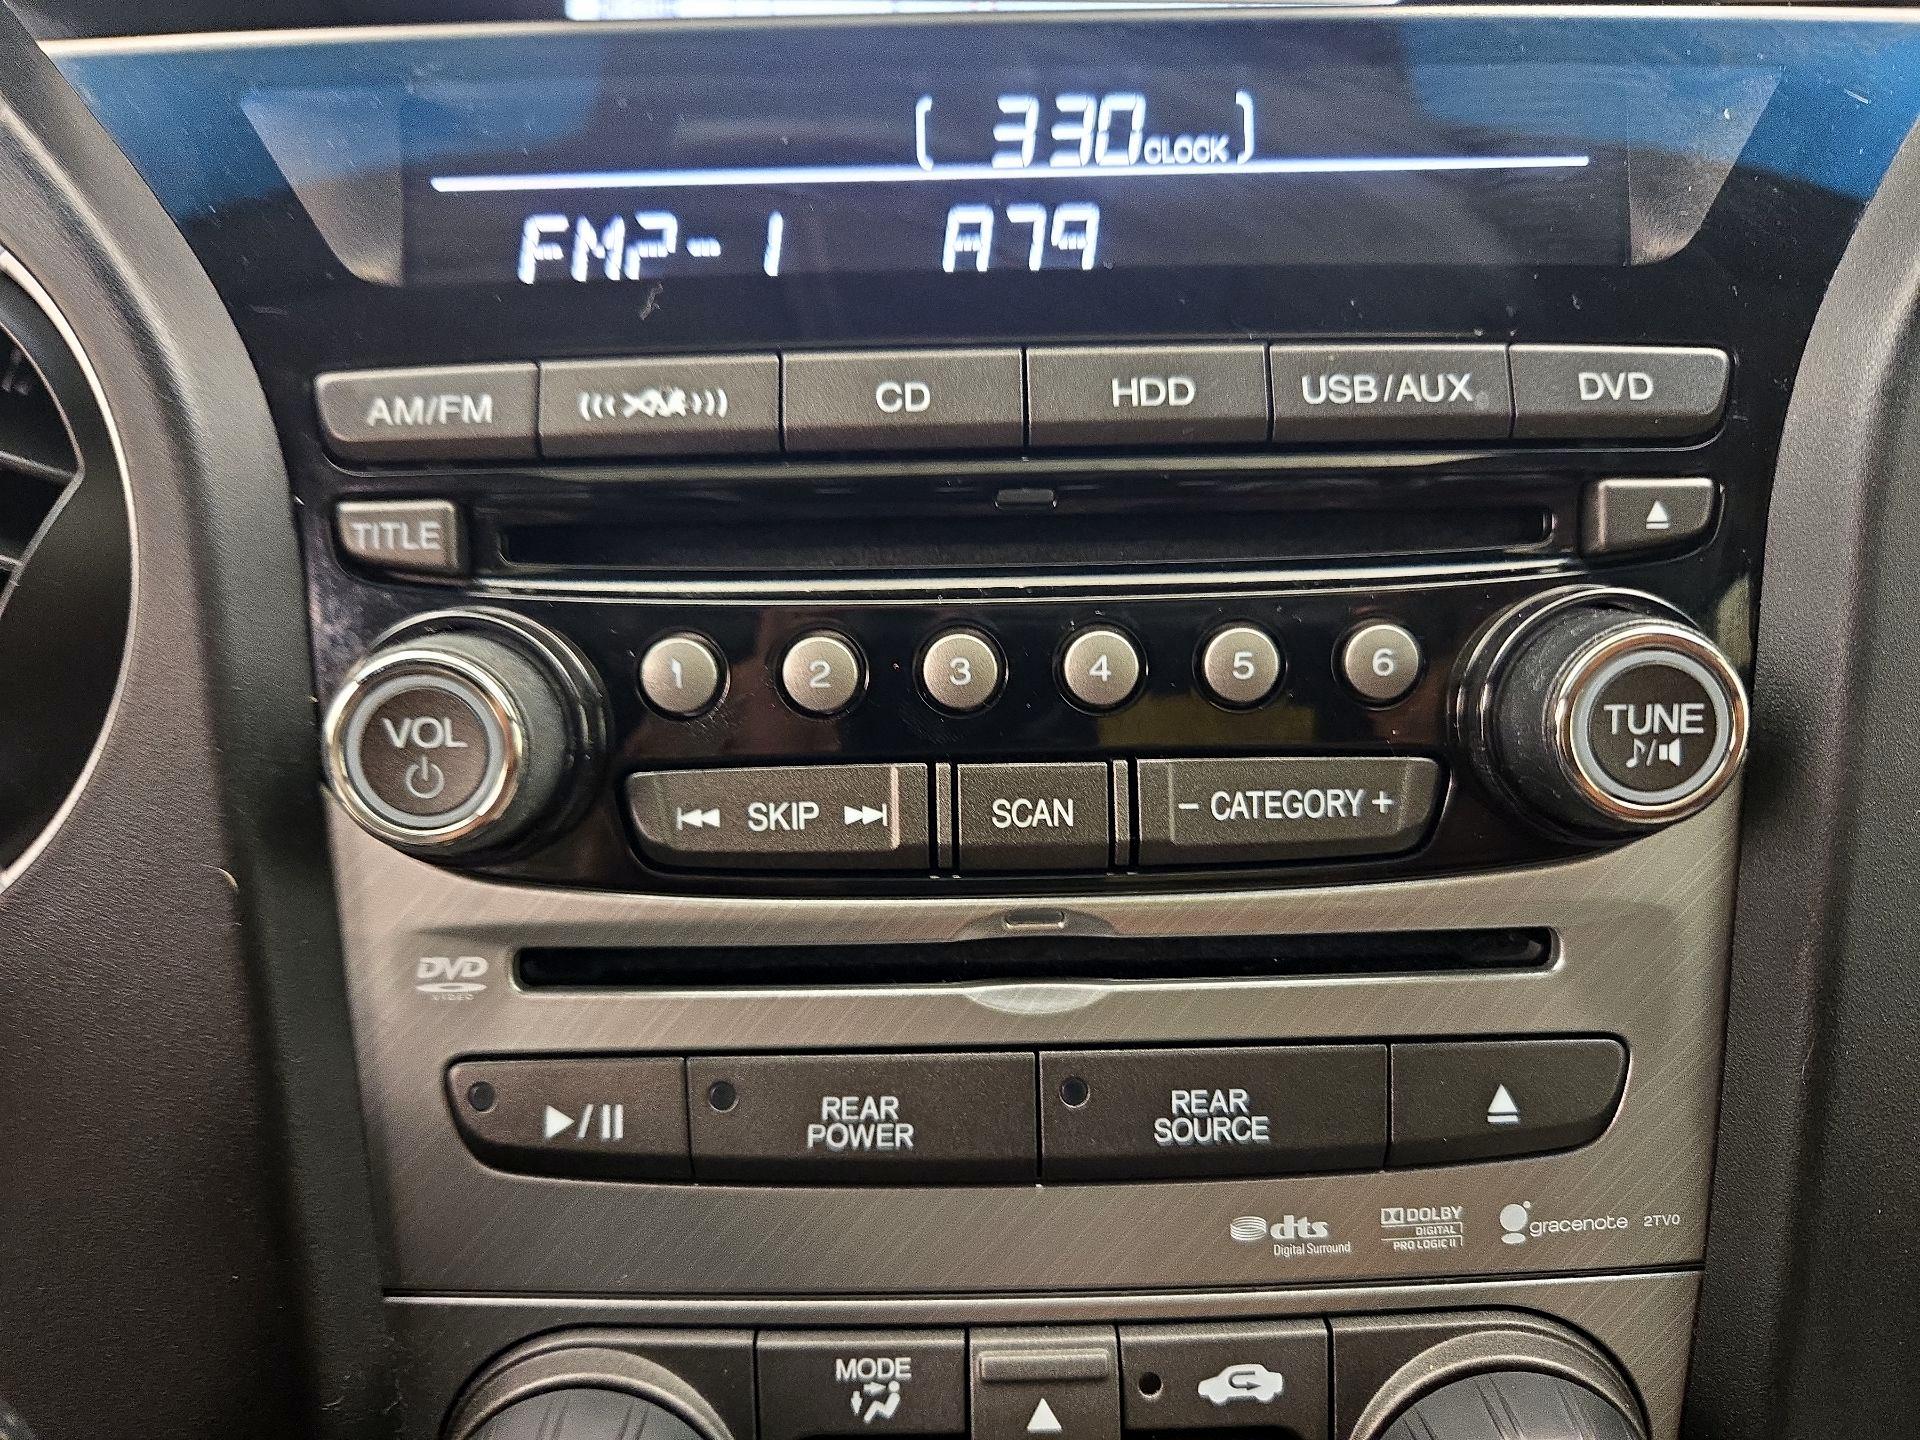 330 CLOCK
FM2-1 A79
AM/FM XM CD HDD USB/AUX DVD
TITLE
1 2 3 4 5 6
VOL TUNE
SKIP SCAN - CATEGORY +
DVD
VIDEO
REAR POWER REAR SOURCE
dts DOLBY gracenote 2TV0
Digital Surround DIGITAL
PRO LOGIC II
MODE